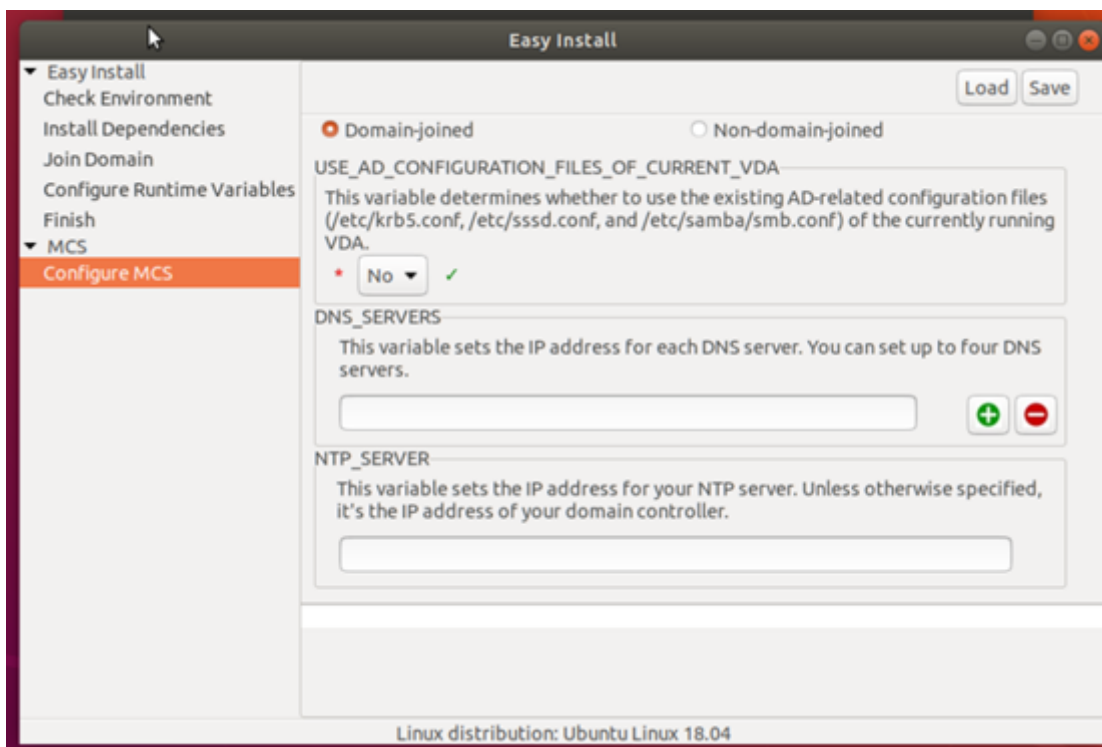 Easy Install
Easy Install
Check Environment
Install Dependencies
Join Domain
Configure Runtime Variables
Finish
MCS
Configure MCS
Load Save
Domain-joined Non-domain-joined
USE_AD_CONFIGURATION_FILES_OF_CURRENT_VDA
This variable determines whether to use the existing AD-related configuration files
(/etc/krb5.conf, /etc/sssd.conf, and /etc/samba/smb.conf) of the currently running
VDA.
* No
DNS_SERVERS
This variable sets the IP address for each DNS server. You can set up to four DNS
servers.
NTP_SERVER
This variable sets the IP address for your NTP server. Unless otherwise specified,
it's the IP address of your domain controller.
Linux distribution: Ubuntu Linux 18.04